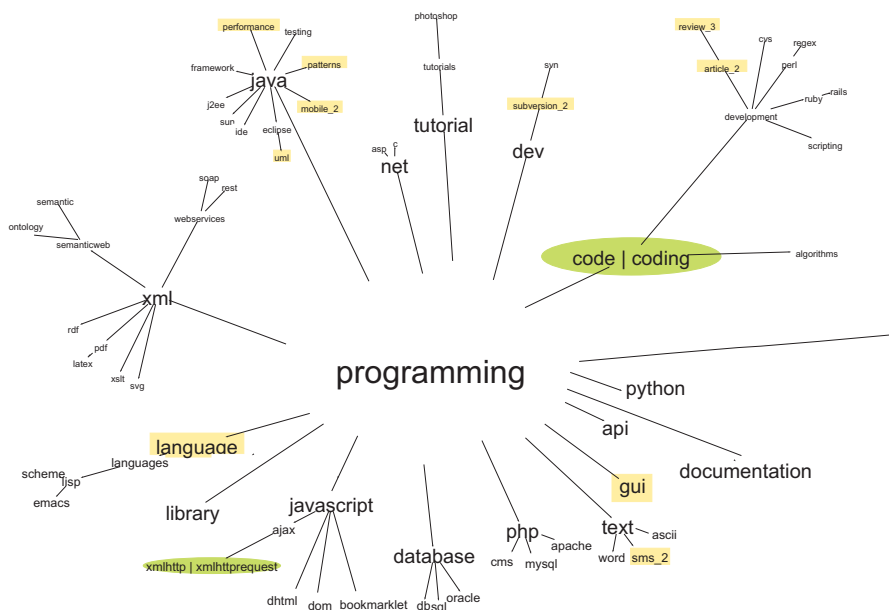 photoshop
performance
testing
review_3
cvs
regex
framework
patterns
tutorials
syn
article_2
perl
java
j2ee
mobile_2
subversion_2
ruby
rails
sun
ide
eclipse
tutorial
development
asp
c
dev
scripting
uml
net
soap
rest
semantic
webservices
ontology
semanticweb
code | coding
algorithms
xml
rdf
pdf
latex
xslt
svg
programming
python
api
language
languages
documentation
scheme
lisp
emacs
gui
library
javascript
ajax
php
text
ascii
apache
word
sms_2
xmlhttp | xmlhttprequest
database
cms
mysql
dhtml
dom
bookmarklet
dbsql
oracle